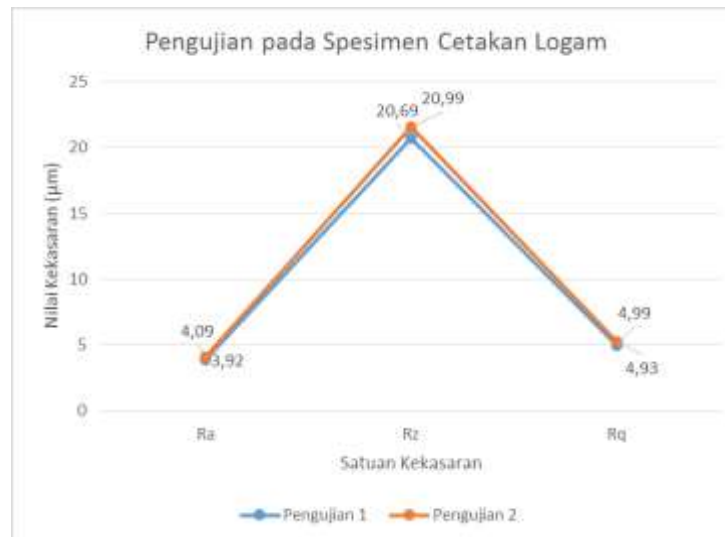 Pengujian pada Spesimen Cetakan Logam
25
20
15
10
5
0
Nilai Kekasaran (µm)
20,69
20,99
4,09
3,92
4,99
4,93
Ra
Rz
Rq
Satuan Kekasaran
Pengujian 1
Pengujian 2